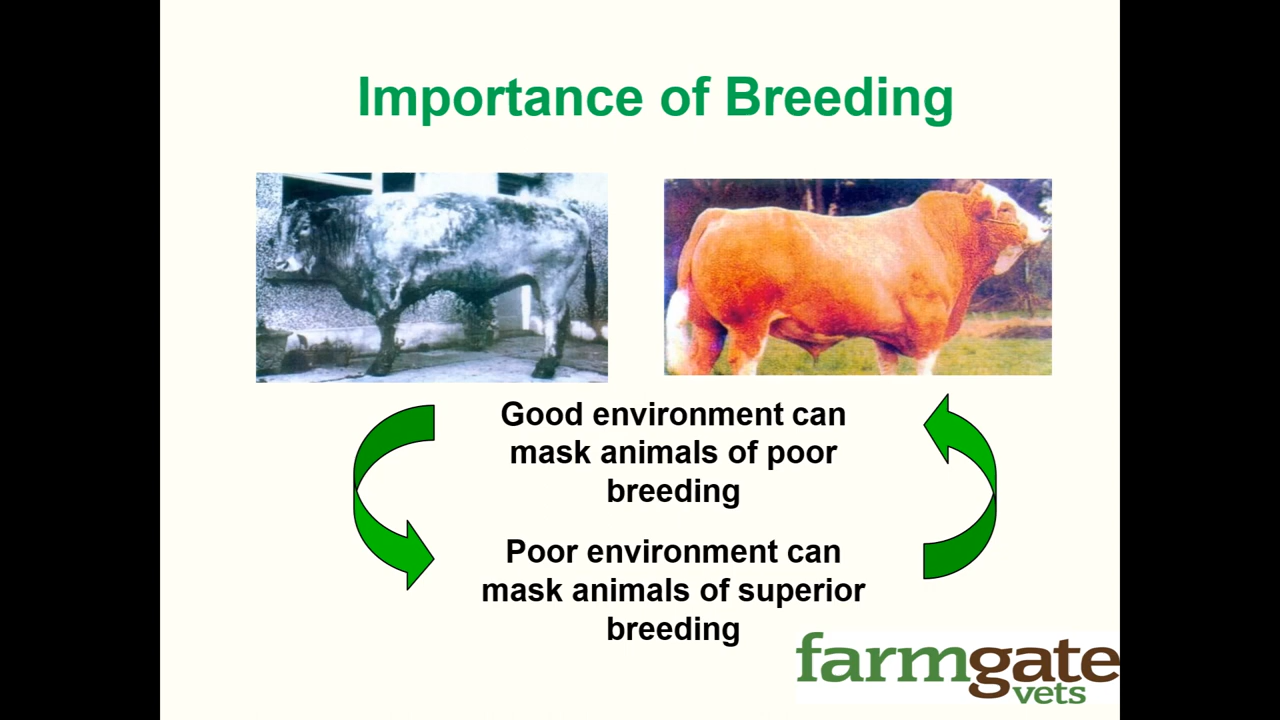 Importance of Breeding
Good environment can
mask animals of poor
breeding
Poor environment can
mask animals of superior
breeding
farmgate
vets